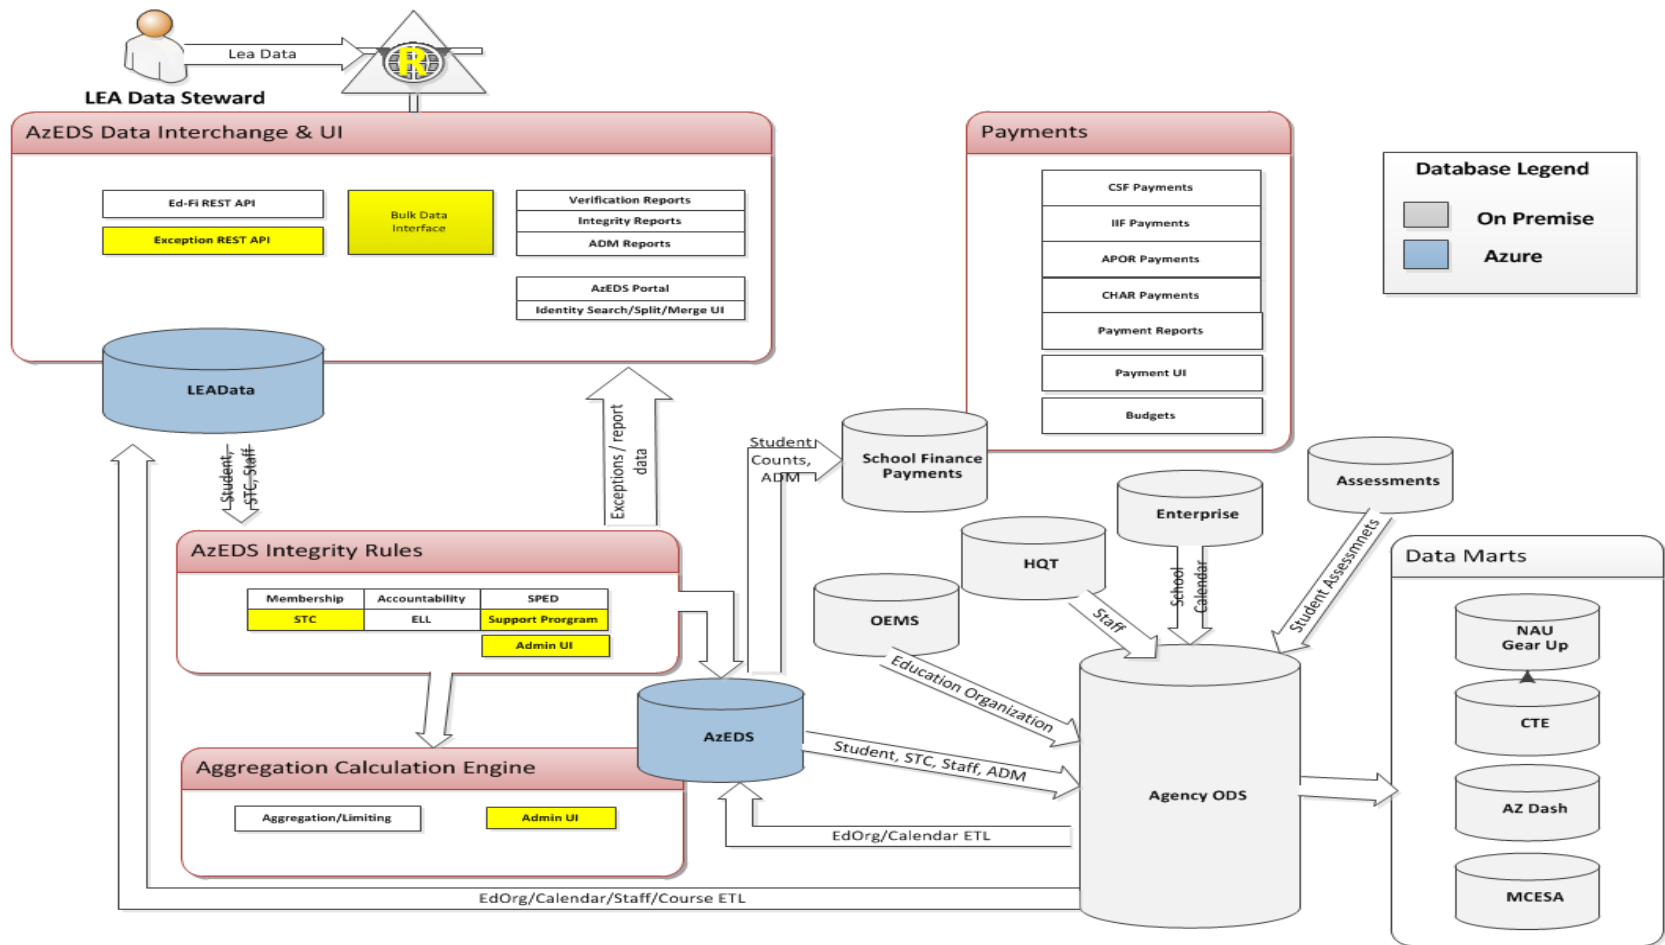 Lea Data
R
LEA Data Steward
AzEDS Data Interchange & UI
Ed-Fi REST API
Exception REST API
Bulk Data
Interface
Verification Reports
Integrity Reports
ADM Reports
AzEDS Portal
Identity Search/Split/Merge UI
LEAData
Payments
CSF Payments
IIF Payments
APOR Payments
CHAR Payments
Payment Reports
Payment UI
Budgets
Database Legend
On Premise
Azure
Student,
STC, Staff
Exceptions / report
data
Student
Counts,
ADM
School Finance
Payments
Enterprise
Assessments
HQT
OEMS
School
Calendar
Staff
Student Assessmnets
Education Organization
AzEDS Integrity Rules
Membership
Accountability
SPED
STC
ELL
Support Prorgram
Admin UI
AzEDS
Student, STC, Staff, ADM
Agency ODS
Aggregation Calculation Engine
Aggregation/Limiting
Admin UI
EdOrg/Calendar ETL
EdOrg/Calendar/Staff/Course ETL
Data Marts
NAU
Gear Up
CTE
AZ Dash
MCESA